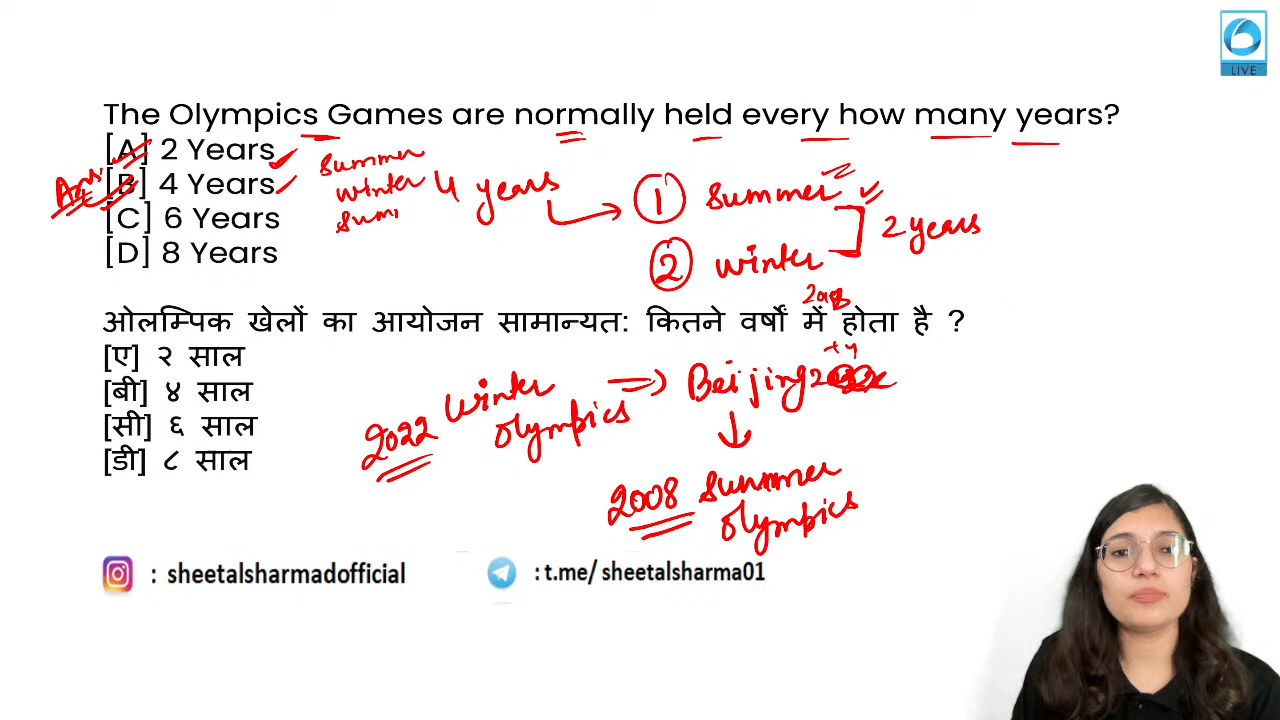 LIVE
The Olympics Games are normally held every how many years?
[A] 2 Years
[B] 4 Years
[C] 6 Years
[D] 8 Years
Ans.
Summer
Winter
Sum
4 years
1 Summer
2 Winter
2 years
ओलम्पिक खेलों का आयोजन सामान्यत: कितने वर्षों में होता है ?
[ए] २ साल
[बी] ४ साल
[सी] ६ साल
[डी] ८ साल
2022 Winter Olympics ⇒ Beijing
2008 Summer
Olympics
: sheetalsharmadofficial
: t.me/ sheetalsharma01